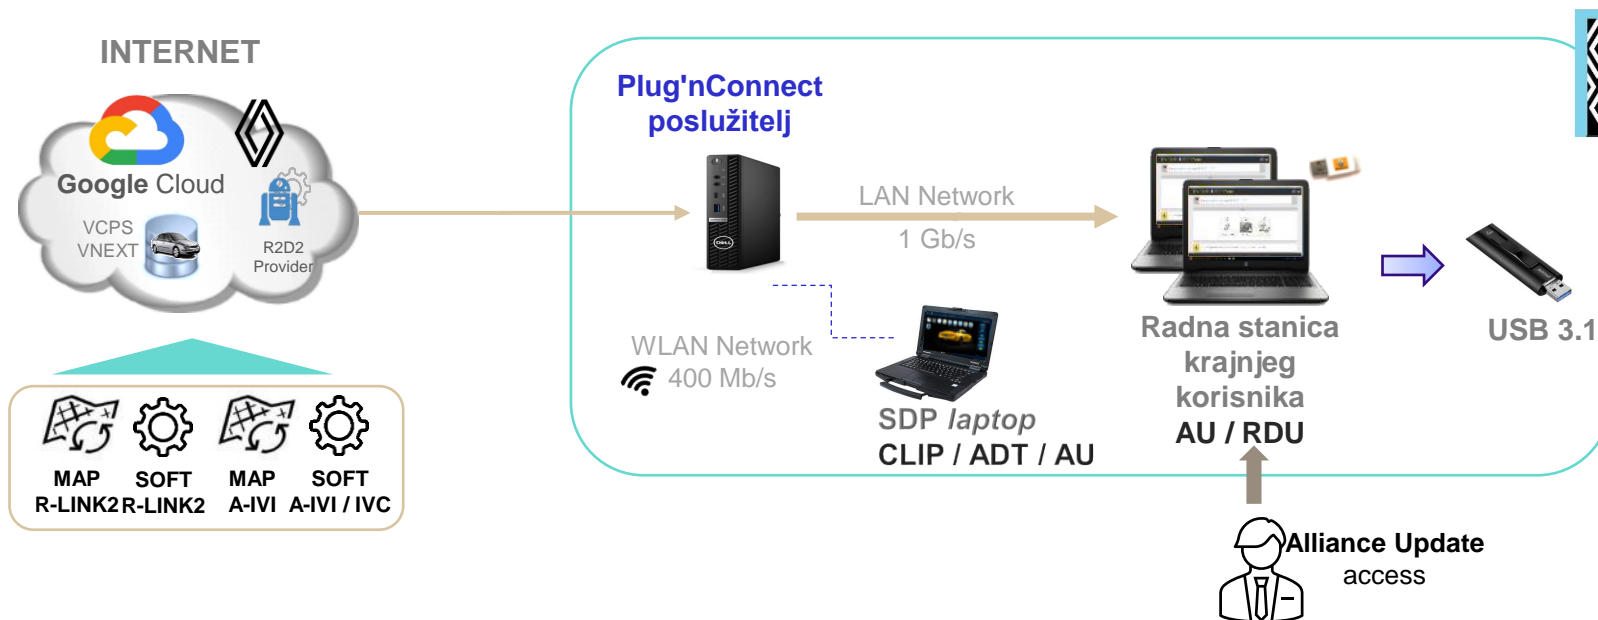 INTERNET
Google Cloud
VCPS
VNEXT
R2D2
Provider
MAP
R-LINK2
SOFT
R-LINK2
MAP
A-IVI
SOFT
A-IVI / IVC
Plug'nConnect
poslužitelj
DELL
LAN Network
1 Gb/s
WLAN Network
400 Mb/s
SDP laptop
CLIP / ADT / AU
Radna stanica
krajnjeg
korisnika
AU / RDU
USB 3.1
Alliance Update
access